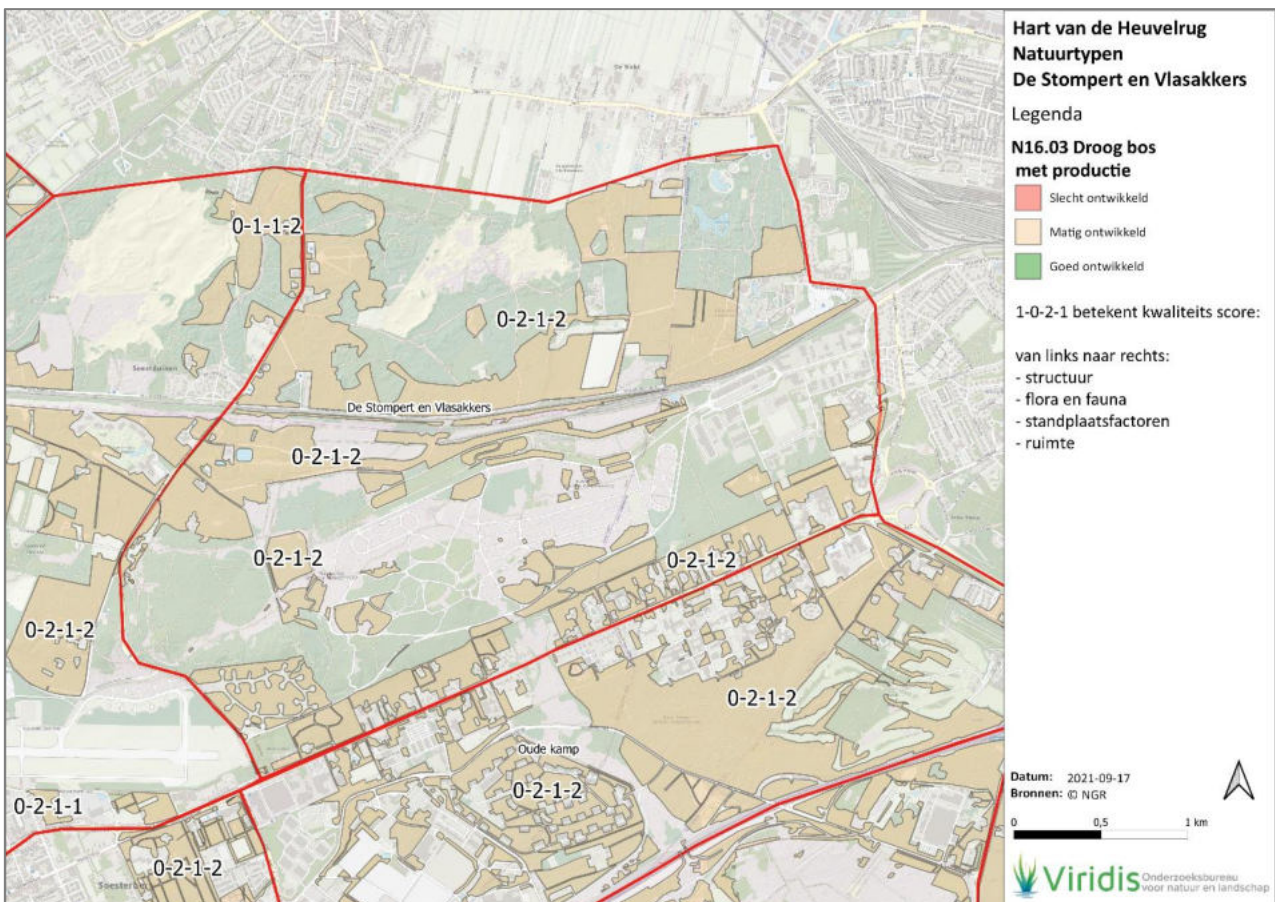 Hart van de Heuvelrug
Natuurtypen
De Stompert en Vlasakkers
Legenda
N16.03 Droog bos
met productie
Slecht ontwikkeld
Matig ontwikkeld
Goed ontwikkeld
1-0-2-1 betekent kwaliteits score:
van links naar rechts:
- structuur
- flora en fauna
- standplaatsfactoren
- ruimte
Datum: 2021-09-17
Bronnen: © NGR
0 0,5 1 km
Viridis Onderzoeksbureau
voor natuur en landschap
De Wiekt
0-1-1-2
0-2-1-2
Soesterduinen
De Stompert en Vlasakkers
0-2-1-2
0-2-1-2
0-2-1-2
0-2-1-2
0-2-1-2
Oude kamp
0-2-1-2
0-2-1-1
0-2-1-2